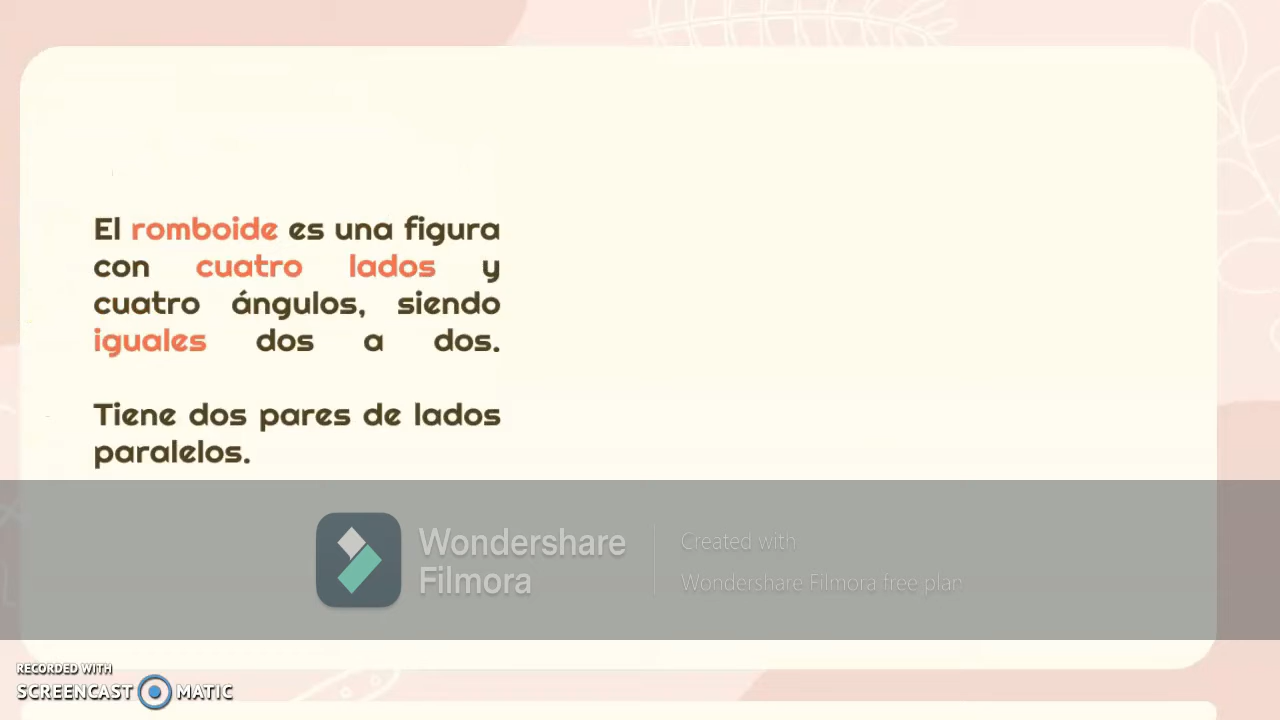 El romboide es una figura
con cuatro lados y
cuatro ángulos, siendo
iguales dos a dos.
Tiene dos pares de lados
paralelos.
Wondershare
Filmora
Created with
Wondershare Filmora free plan
RECORDED WITH
SCREENCAST MATIC